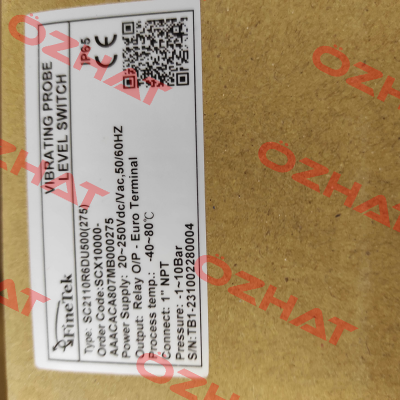 FineTek
VIBRATING PROBE
LEVEL SWITCH
IP65
CE
Type: SC2110R6DU500(275)
Order Code:SCX10000-
AAACACA607MB000275
Power Supply: 20~250Vdc/Vac,50/60HZ
Output: Relay O/P - Euro Terminal
Process temp.: -40~80℃
Connect: 1" NPT
Pressure: -1~10Bar
S/N:TB1-231002280004
OZHAT
OZHAT
OZHAT
OZHAT
OZHAT